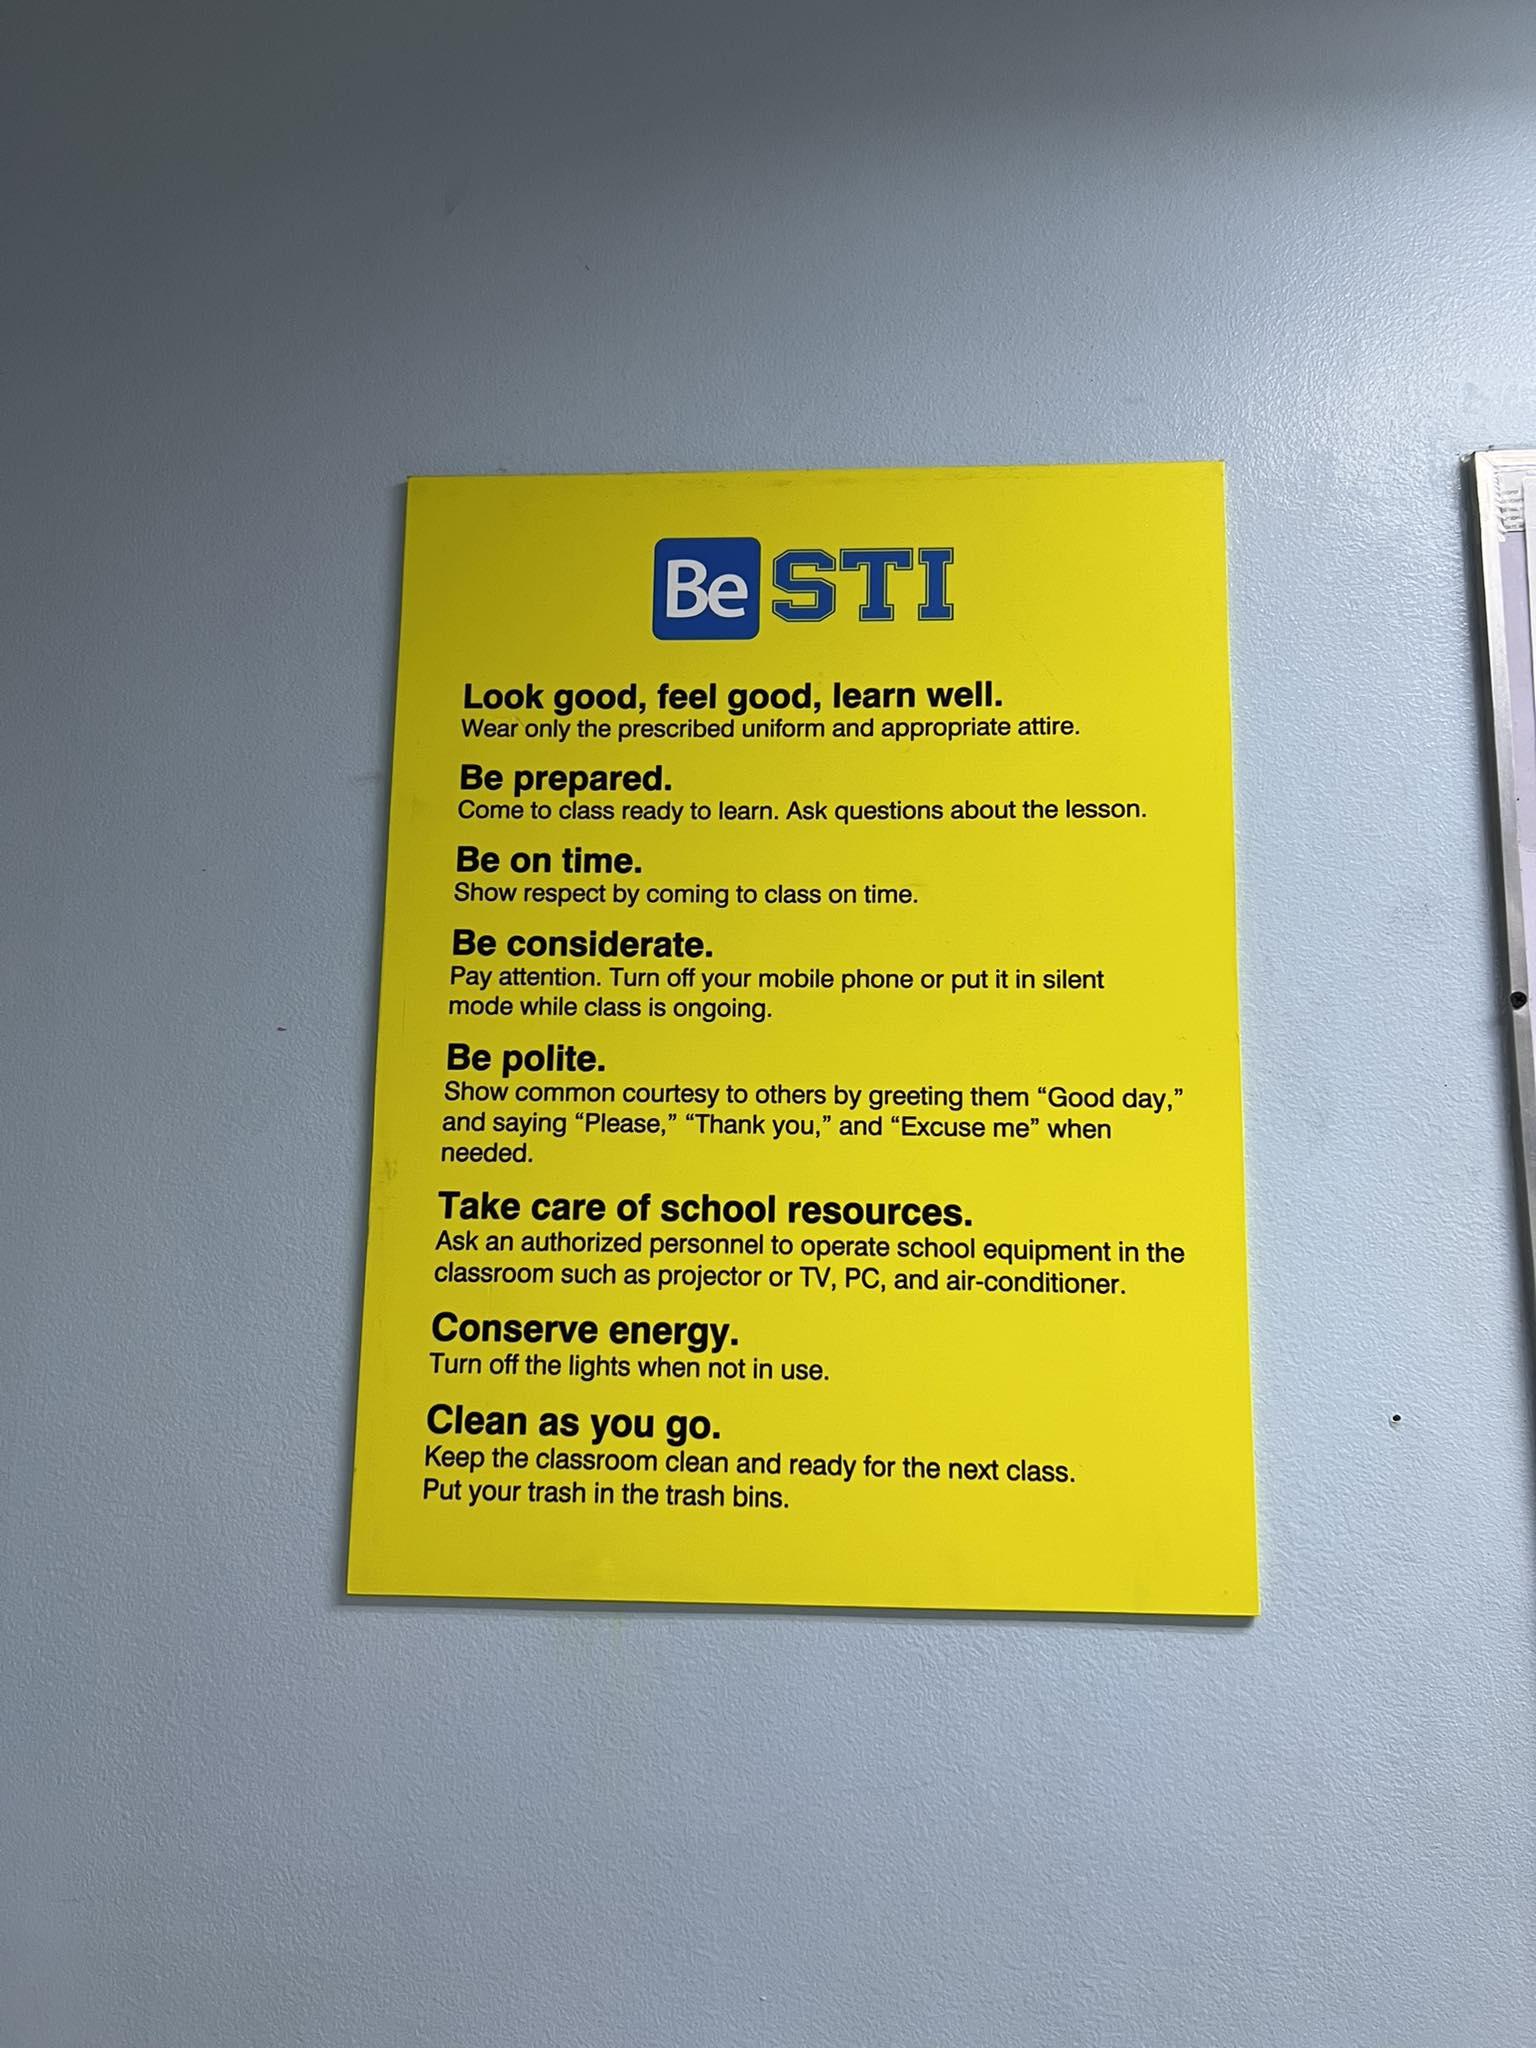 Be STI
Look good, feel good, learn well.
Wear only the prescribed uniform and appropriate attire.
Be prepared.
Come to class ready to learn. Ask questions about the lesson.
Be on time.
Show respect by coming to class on time.
Be considerate.
Pay attention. Turn off your mobile phone or put it in silent
mode while class is ongoing.
Be polite.
Show common courtesy to others by greeting them “Good day,”
and saying “Please,” “Thank you,” and “Excuse me” when
needed.
Take care of school resources.
Ask an authorized personnel to operate school equipment in the
classroom such as projector or TV, PC, and air-conditioner.
Conserve energy.
Turn off the lights when not in use.
Clean as you go.
Keep the classroom clean and ready for the next class.
Put your trash in the trash bins.